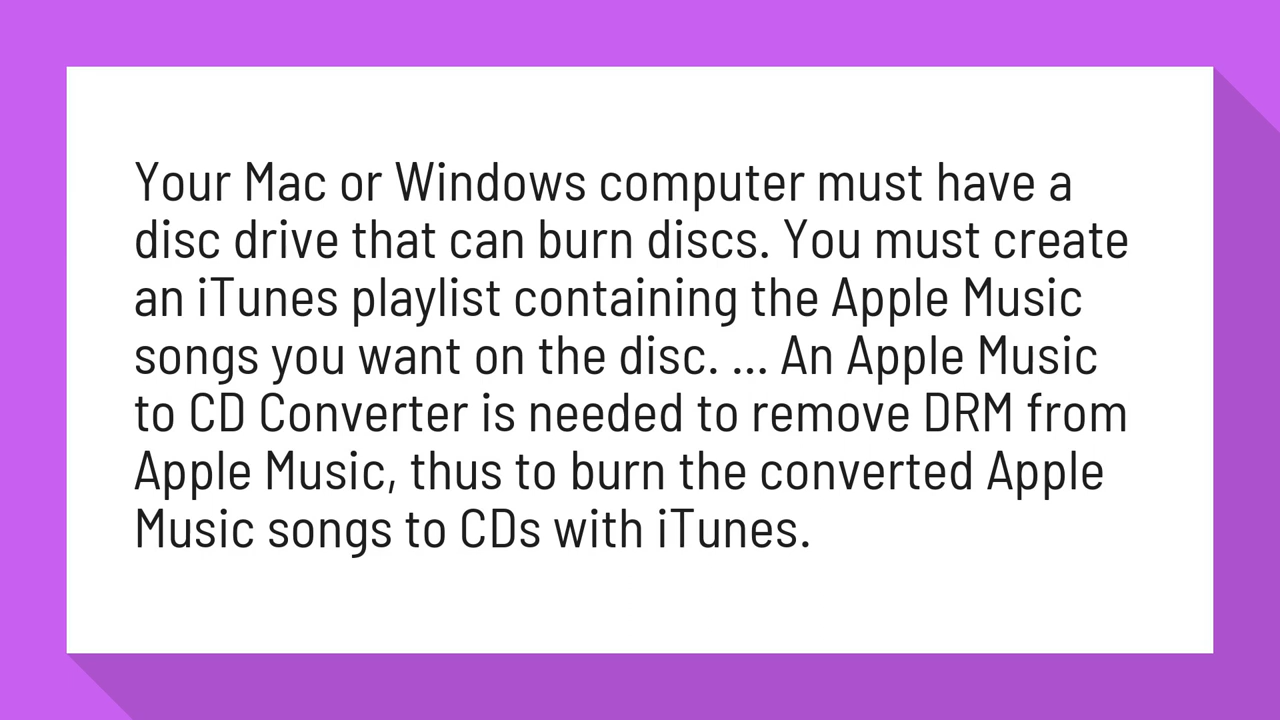 Your Mac or Windows computer must have a
disc drive that can burn discs. You must create
an iTunes playlist containing the Apple Music
songs you want on the disc. ... An Apple Music
to CD Converter is needed to remove DRM from
Apple Music, thus to burn the converted Apple
Music songs to CDs with iTunes.